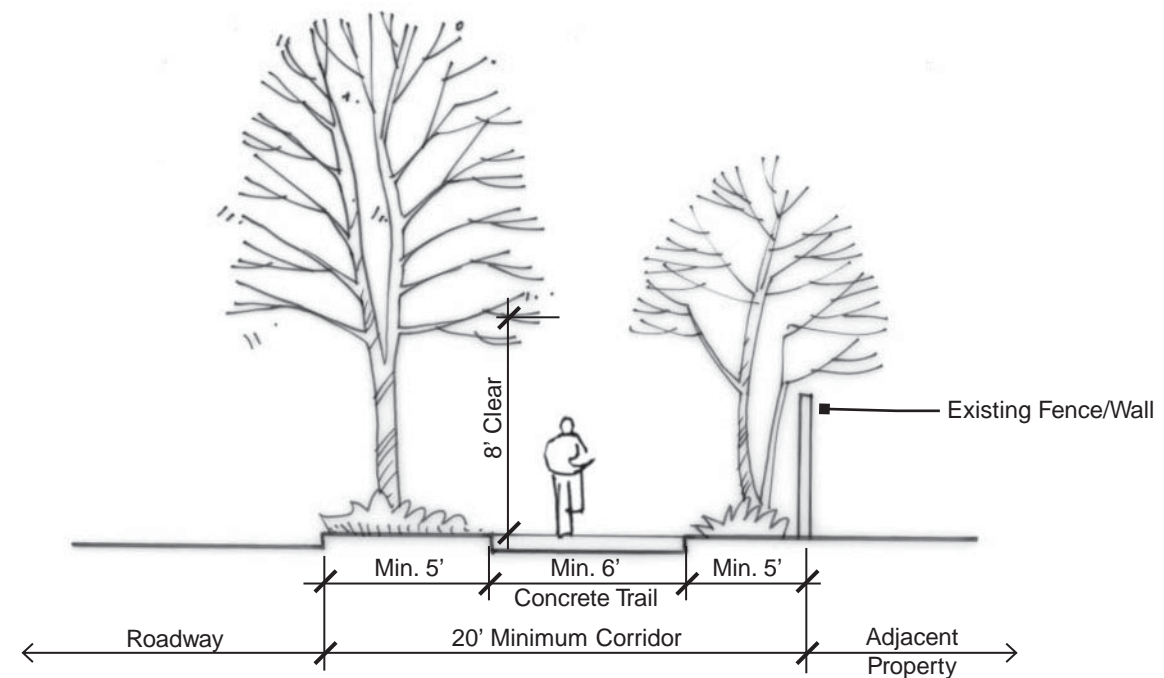 8’ Clear
Existing Fence/Wall
Min. 5’
Min. 6’
Min. 5’
Concrete Trail
Roadway
20’ Minimum Corridor
Adjacent
Property